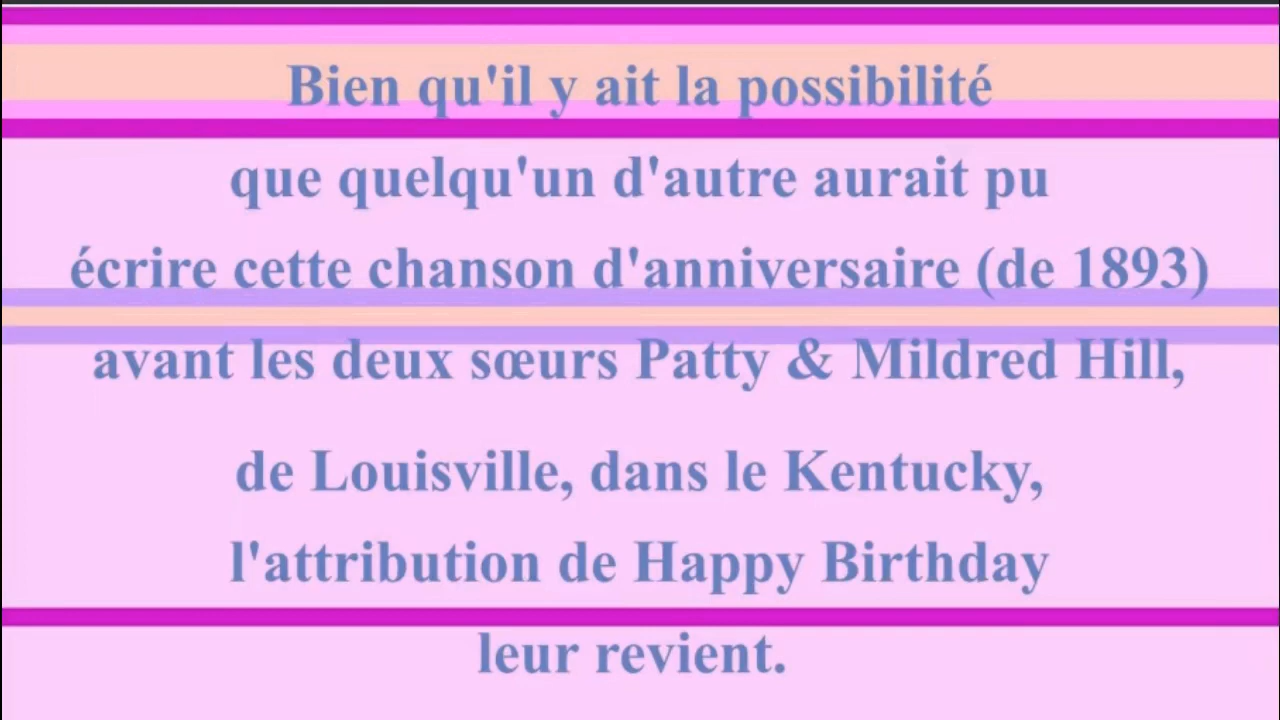 Bien qu'il y ait la possibilité
que quelqu'un d'autre aurait pu
écrire cette chanson d'anniversaire (de 1893)
avant les deux sœurs Patty & Mildred Hill,
de Louisville, dans le Kentucky,
l'attribution de Happy Birthday
leur revient.